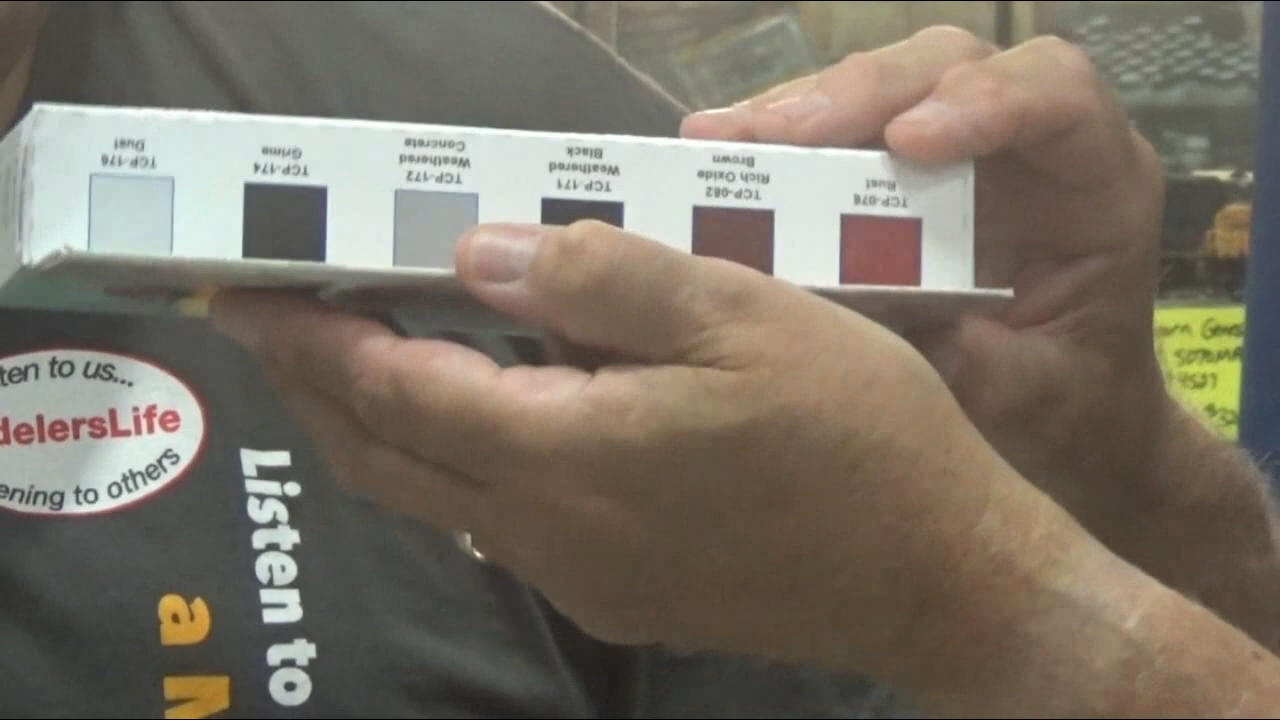 TCP-176
Dust
TCP-174
Grime
TCP-172
Weathered
Concrete
TCP-171
Weathered
Black
TCP-082
Rich Oxide
Brown
TCP-076
Rust
ten to us...
delersLife
ening to others
Listen to
a M